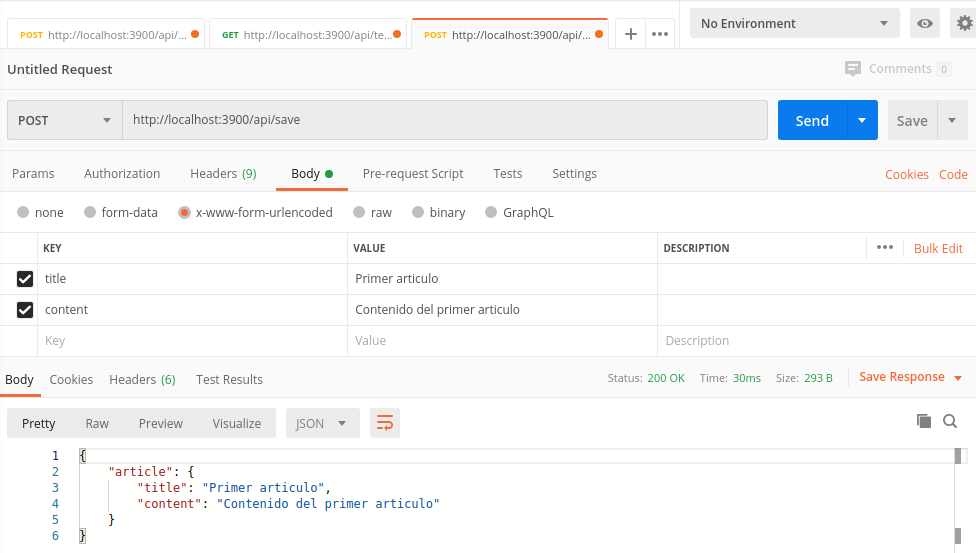 POST http://localhost:3900/api/... GET http://localhost:3900/api/te... POST http://localhost:3900/api/... + ••• No Environment
Untitled Request Comments 0
POST http://localhost:3900/api/save Send Save
Params Authorization Headers (9) Body Pre-request Script Tests Settings Cookies Code
none form-data x-www-form-urlencoded raw binary GraphQL
KEY VALUE DESCRIPTION ••• Bulk Edit
title Primer articulo
content Contenido del primer articulo
Key Value Description
Body Cookies Headers (6) Test Results Status: 200 OK Time: 30ms Size: 293 B Save Response
Pretty Raw Preview Visualize JSON
1 {
2 "article": {
3 "title": "Primer articulo",
4 "content": "Contenido del primer articulo"
5 }
6 }